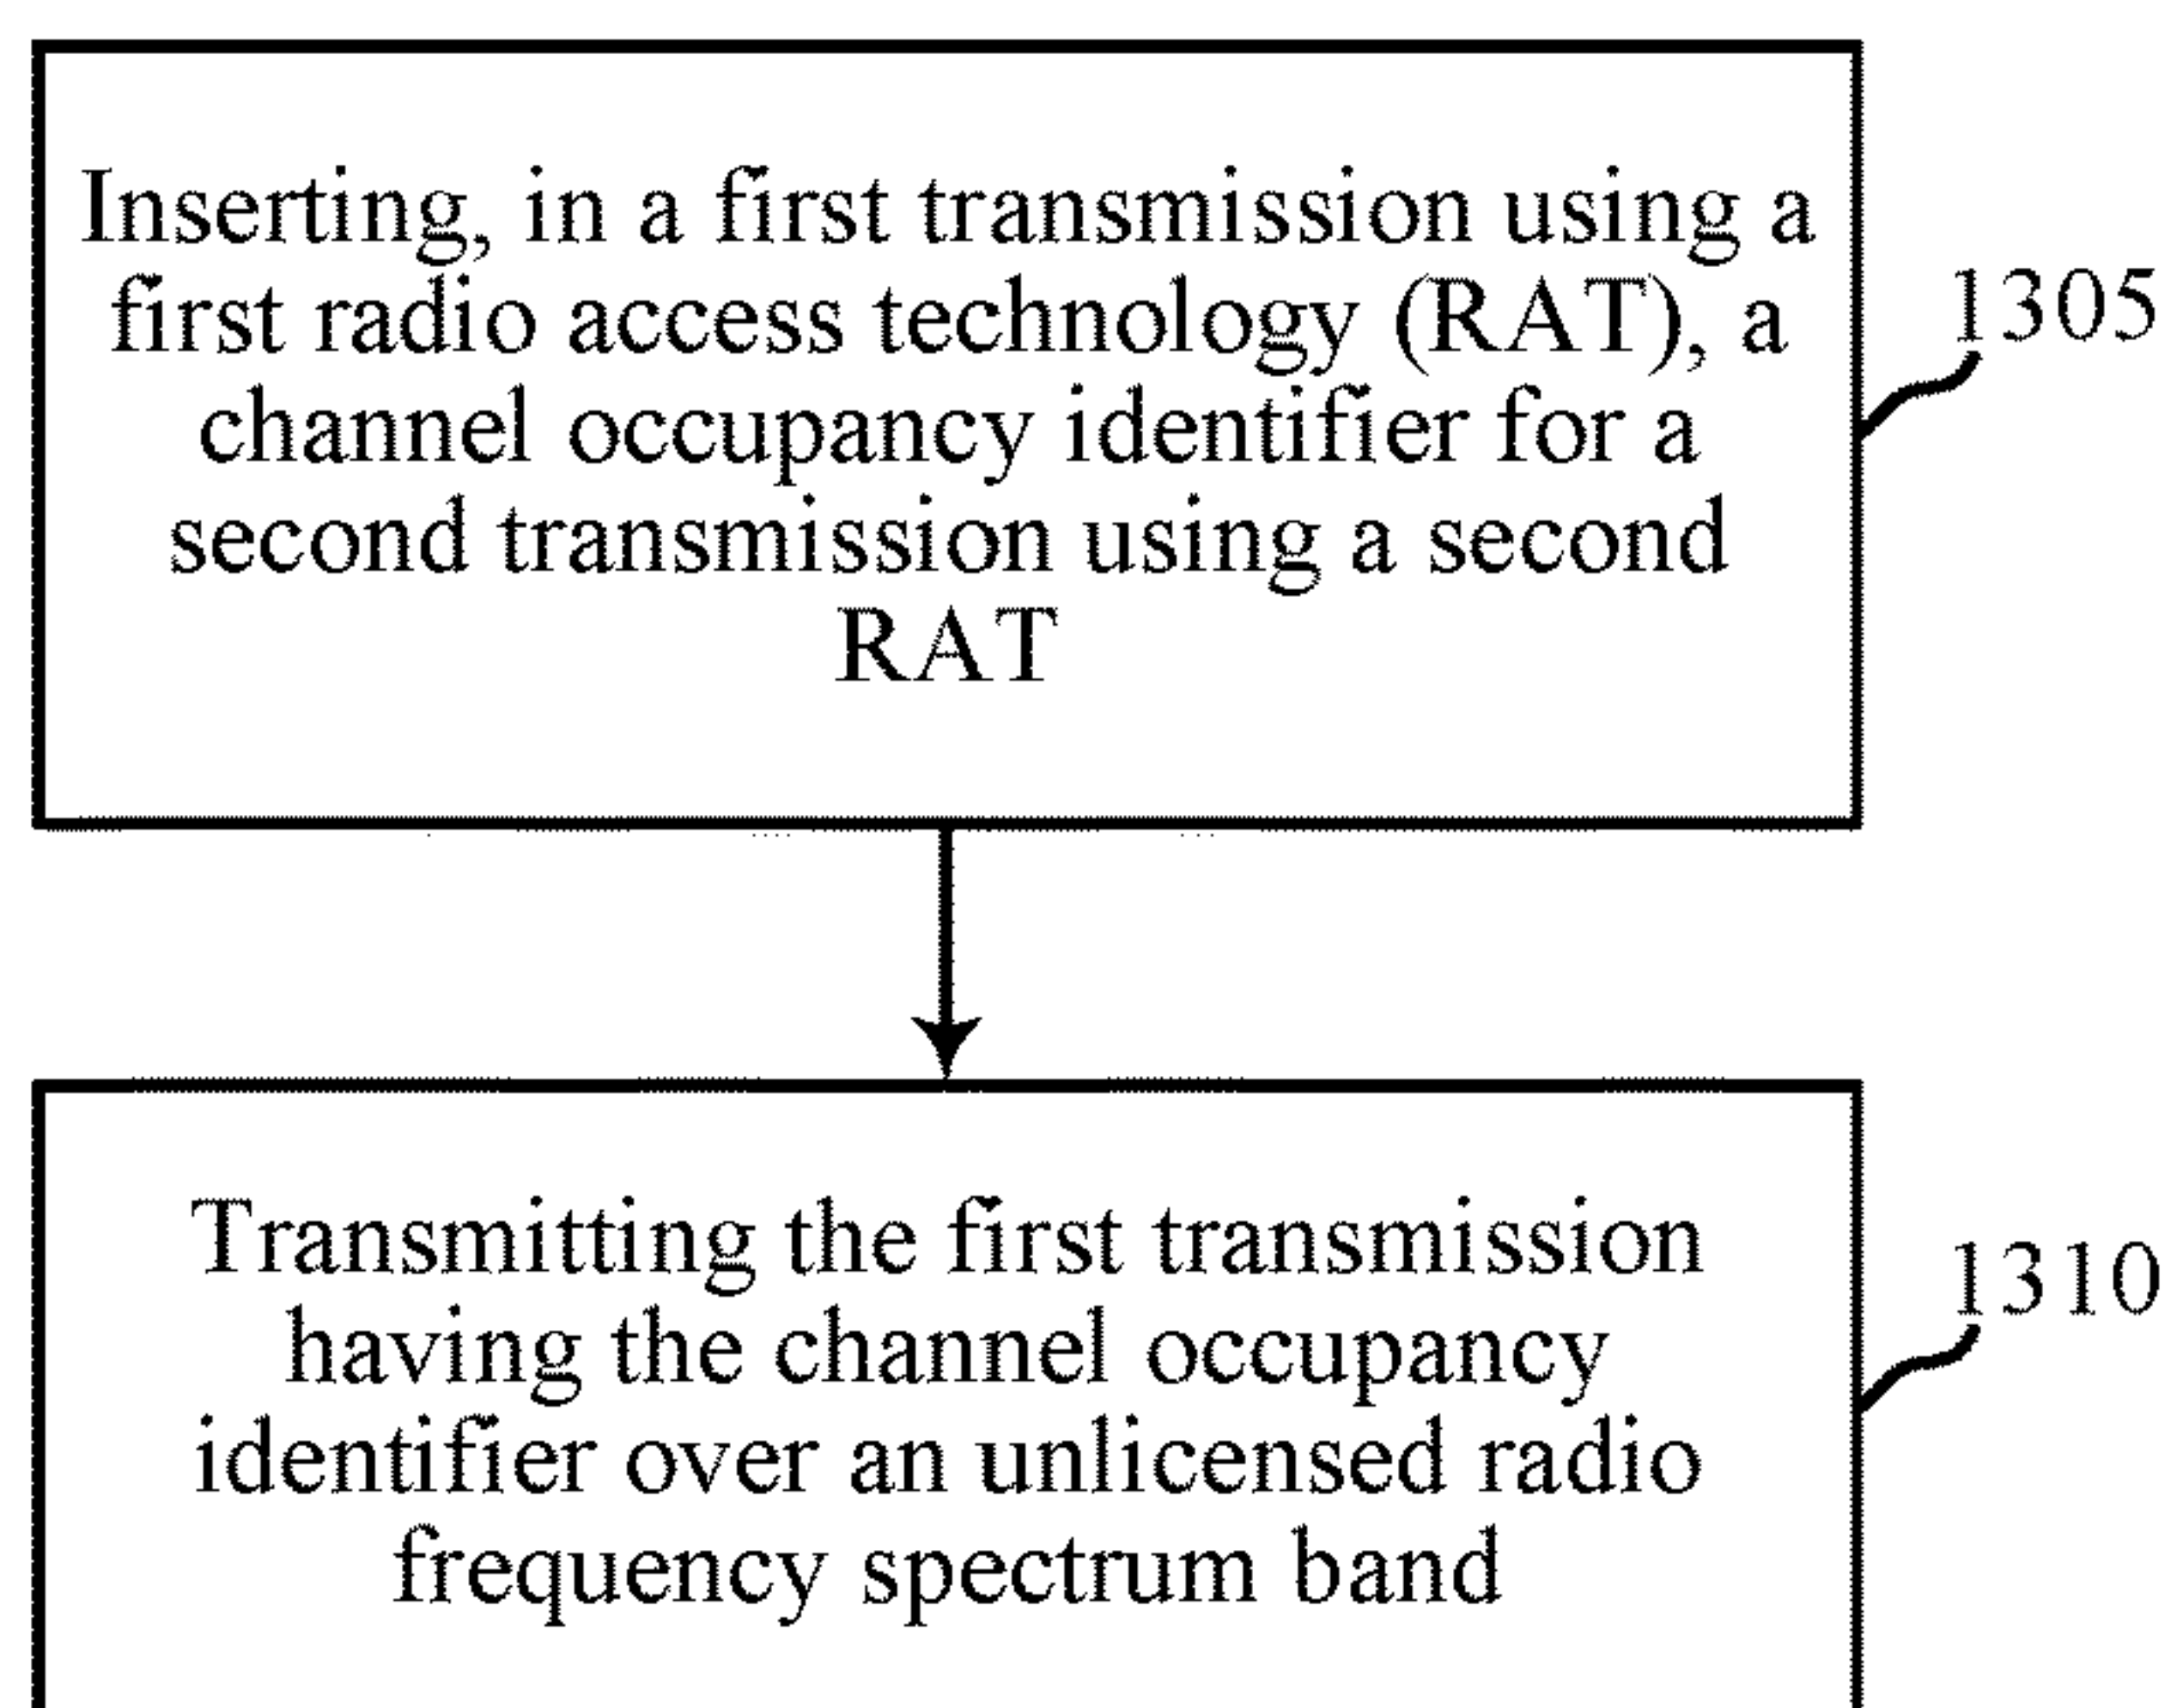 Inserting, in a first transmission using a
first radio access technology (RAT), a
channel occupancy identifier for a
second transmission using a second
RAT
1305
Transmitting the first transmission
having the channel occupancy
identifier over an unlicensed radio
frequency spectrum band
1310